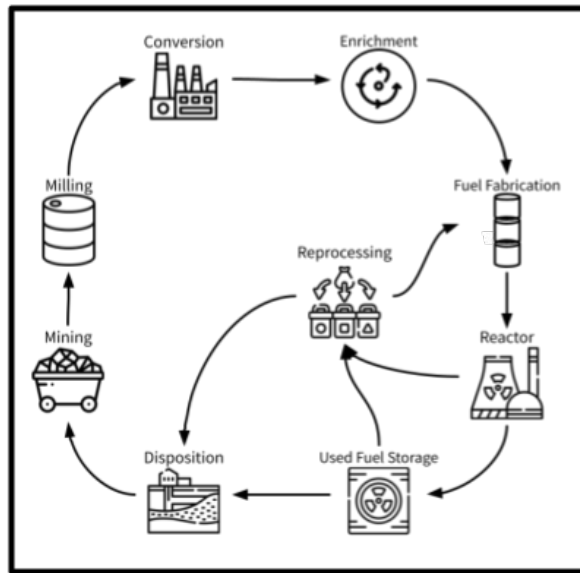 Conversion
Enrichment
Milling
Fuel Fabrication
Reprocessing
Mining
Reactor
Disposition
Used Fuel Storage